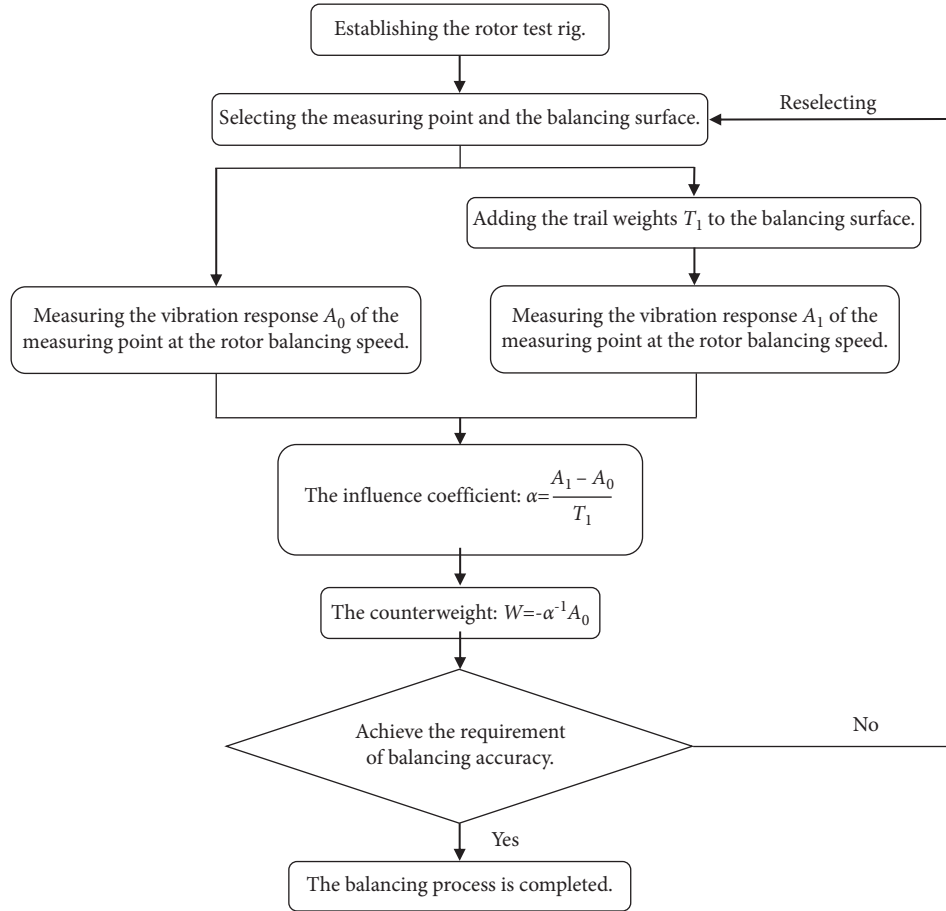 Establishing the rotor test rig.
Selecting the measuring point and the balancing surface.
Reselecting
Adding the trail weights T₁ to the balancing surface.
Measuring the vibration response A₀ of the
measuring point at the rotor balancing speed.
Measuring the vibration response A₁ of the
measuring point at the rotor balancing speed.
The influence coefficient: α=(A₁ – A₀)/T₁
The counterweight: W=-α⁻¹A₀
Achieve the requirement
of balancing accuracy.
No
Yes
The balancing process is completed.